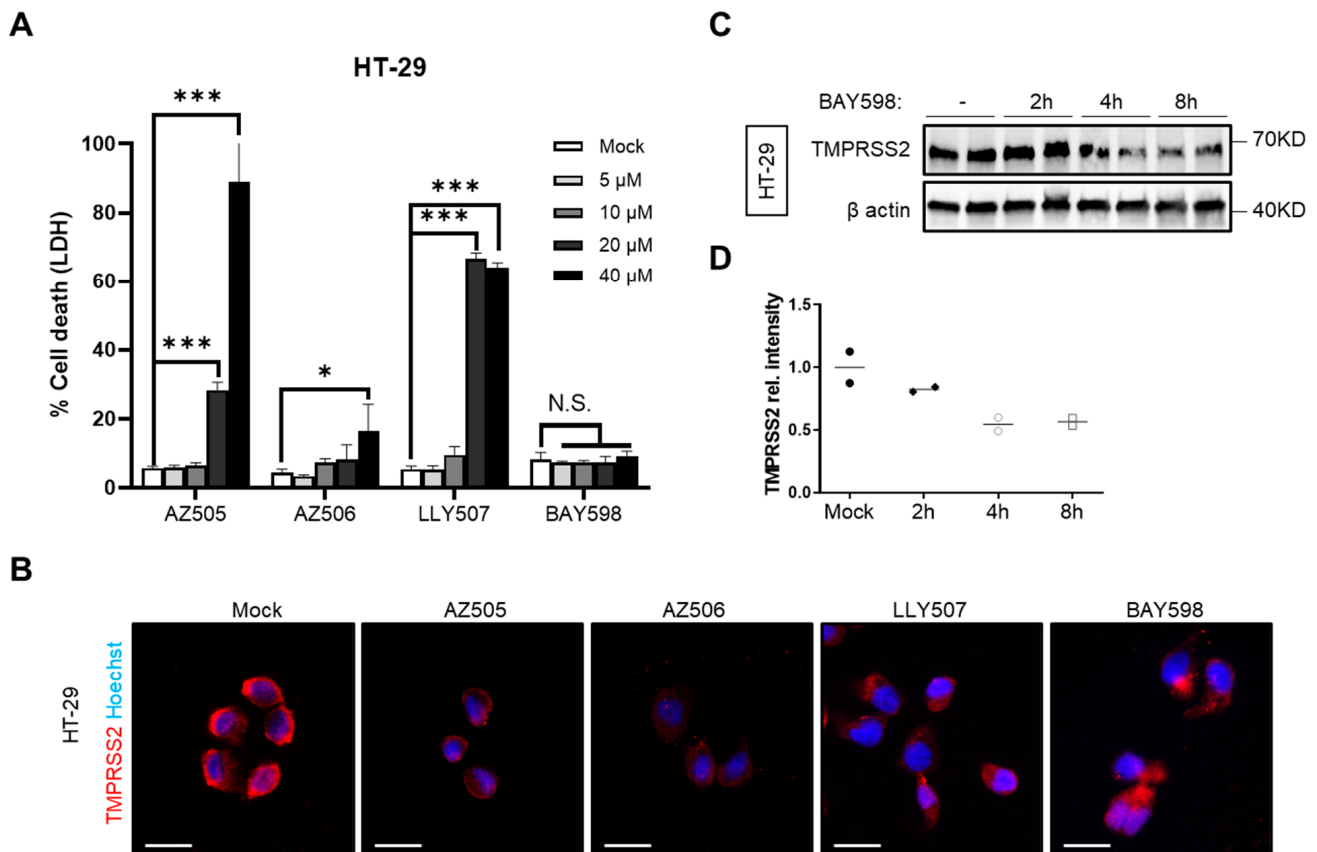 A
HT-29
% Cell death (LDH)
100
80
60
40
20
0
***
***
*
***
***
N.S.
Mock
5 µM
10 µM
20 µM
40 µM
AZ505
AZ506
LLY507
BAY598
C
BAY598:
-
2h
4h
8h
HT-29
TMPRSS2
70KD
β actin
40KD
D
TMPRSS2 rel. intensity
1.5
1.0
0.5
0.0
Mock
2h
4h
8h
B
Mock
AZ505
AZ506
LLY507
BAY598
HT-29
TMPRSS2 Hoechst